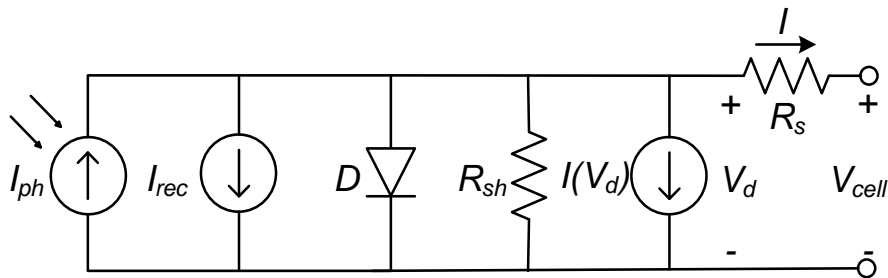 I
+
+
R_s
I_ph
I_rec
D
R_sh
I(V_d)
V_d
V_cell
-
-